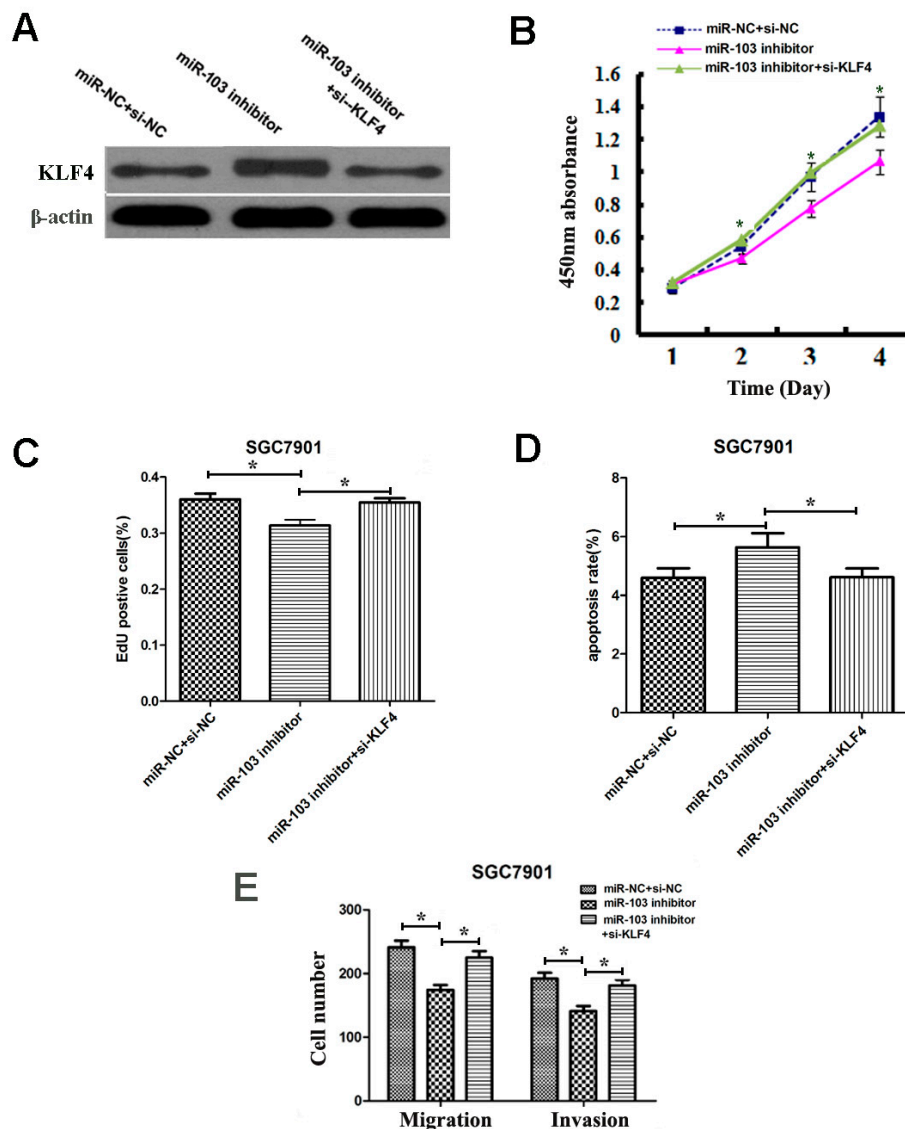 A
miR-NC+si-NC
miR-103 inhibitor
miR-103 inhibitor
+si--KLF4
KLF4
β-actin
B
miR-NC+si-NC
miR-103 inhibitor
miR-103 inhibitor+si-KLF4
450nm absorbance
1.6
1.4
1.2
1
0.8
0.6
0.4
0.2
0
*
*
*
1 2 3 4
Time (Day)
C
SGC7901
EdU postive cells(%)
0.4
0.3
0.2
0.1
0.0
* *
miR-NC+si-NC
miR-103 inhibitor
miR-103 inhibitor+si-KLF4
D
SGC7901
apoptosis rate(%)
8
6
4
2
0
* *
miR-NC+si-NC
miR-103 inhibitor
miR-103 inhibitor+si-KLF4
E
SGC7901
miR-NC+si-NC
miR-103 inhibitor
miR-103 inhibitor
+si-KLF4
Cell number
300
200
100
0
* * * *
Migration Invasion